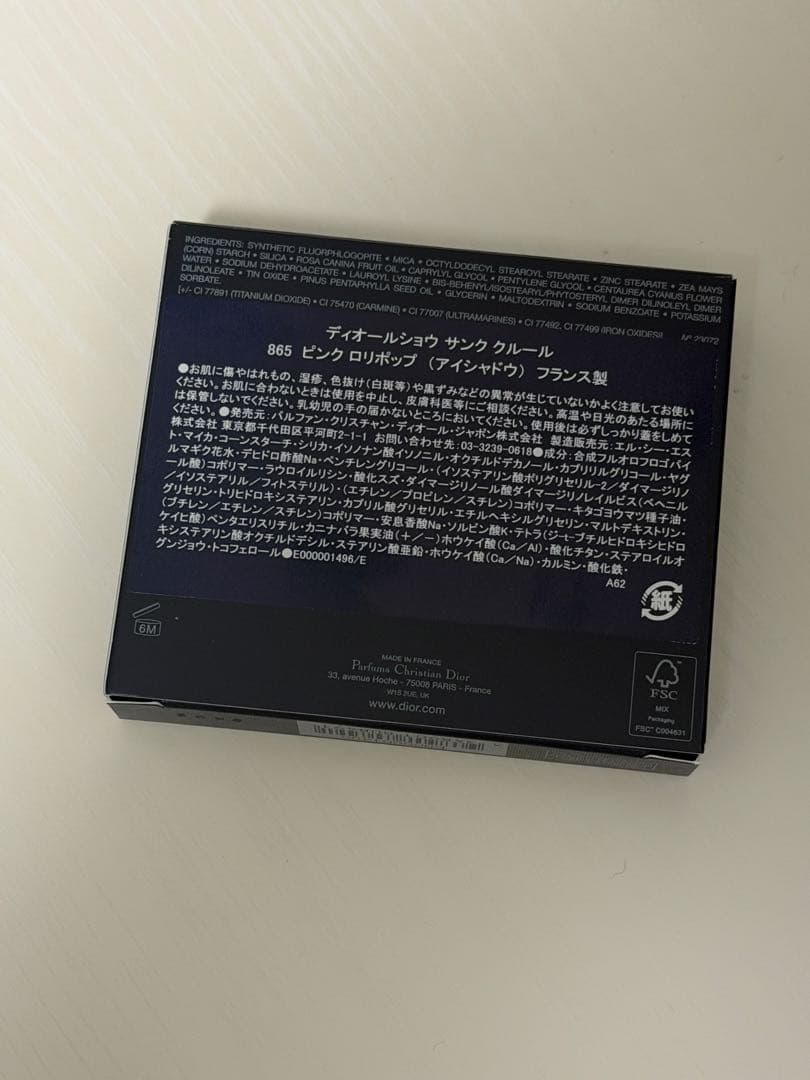 INGREDIENTS: SYNTHETIC FLUORPHLOGOPITE • MICA • OCTYLDODECYL STEAROYL STEARATE • ZINC STEARATE • ZEA MAYS
(CORN) STARCH • SILICA • ROSA CANINA FRUIT OIL • CAPRYLYL GLYCOL • PENTYLENE GLYCOL • CENTAUREA CYANUS FLOWER
WATER • SODIUM DEHYDROACETATE • LAUROYL LYSINE • BIS-BEHENYL/ISOSTEARYL/PHYTOSTERYL DIMER DILINOLEYL DIMER
DILINOLEATE • TIN OXIDE • PINUS PENTAPHYLLA SEED OIL • GLYCERIN • MALTODEXTRIN • SODIUM BENZOATE • POTASSIUM
SORBATE.
[+/- CI 77891 (TITANIUM DIOXIDE) • CI 75470 (CARMINE) • CI 77007 (ULTRAMARINES) • CI 77492, CI 77499 (IRON OXIDES)]
ディオールショウ サンク クルール
865 ピンク ロリポップ (アイシャドウ) フランス製
●お肌に傷やはれもの、湿疹、色抜け(白斑等)や黒ずみなどの異常が生じていないかよく注意してお使い
ください。お肌に合わないときは使用を中止し、皮膚科医等にご相談ください。高温や日光のあたる場所に
は保管しないでください。乳幼児の手の届かないところにおいてください。使用後は必ずしっかり蓋をしめて
ください。●発売元:パルファン・クリスチャン・ディオール・ジャポン株式会社 製造販売元:エル・シー・エス
株式会社 東京都千代田区平河町2-1-1 お問い合わせ先:03-3239-0618●成分:合成フルオロフロゴパイ
ト・マイカ・コーンスターチ・シリカ・イソノナン酸イソノニル・オクチルドデカノール・カプリリルグリコール・ヤグ
ルマギク花水・デヒドロ酢酸Na・ペンチレングリコール・(イソステアリン酸ポリグリセリル-2/ダイマージリノ
ール酸)コポリマー・ラウロイルリシン・酸化スズ・ダイマージリノール酸ダイマージリノレイルビス(ベヘニル
/イソステアリル/フィトステリル)・(エチレン/プロピレン/スチレン)コポリマー・キタゴヨウマツ種子油・
グリセリン・トリヒドロキシステアリン・カプリル酸グリセリル・エチルヘキシルグリセリン・マルトデキストリン・
(ブチレン/エチレン/スチレン)コポリマー・安息香酸Na・ソルビン酸K・テトラ(ジ-t-ブチルヒドロキシヒドロ
ケイヒ酸)ペンタエリスリチル・カニナバラ果実油(+/-)ホウケイ酸(Ca/Al)・酸化チタン・ステアロイルオ
キシステアリン酸オクチルドデシル・ステアリン酸亜鉛・ホウケイ酸(Ca/Na)・カルミン・酸化鉄・
グンジョウ・トコフェロール●E000001496/E
A62
紙
6M
MADE IN FRANCE
Parfums Christian Dior
33, avenue Hoche - 75008 PARIS - France
W1S 2UE, UK
www.dior.com
FSC
MIX
Packaging
FSC™ C004631